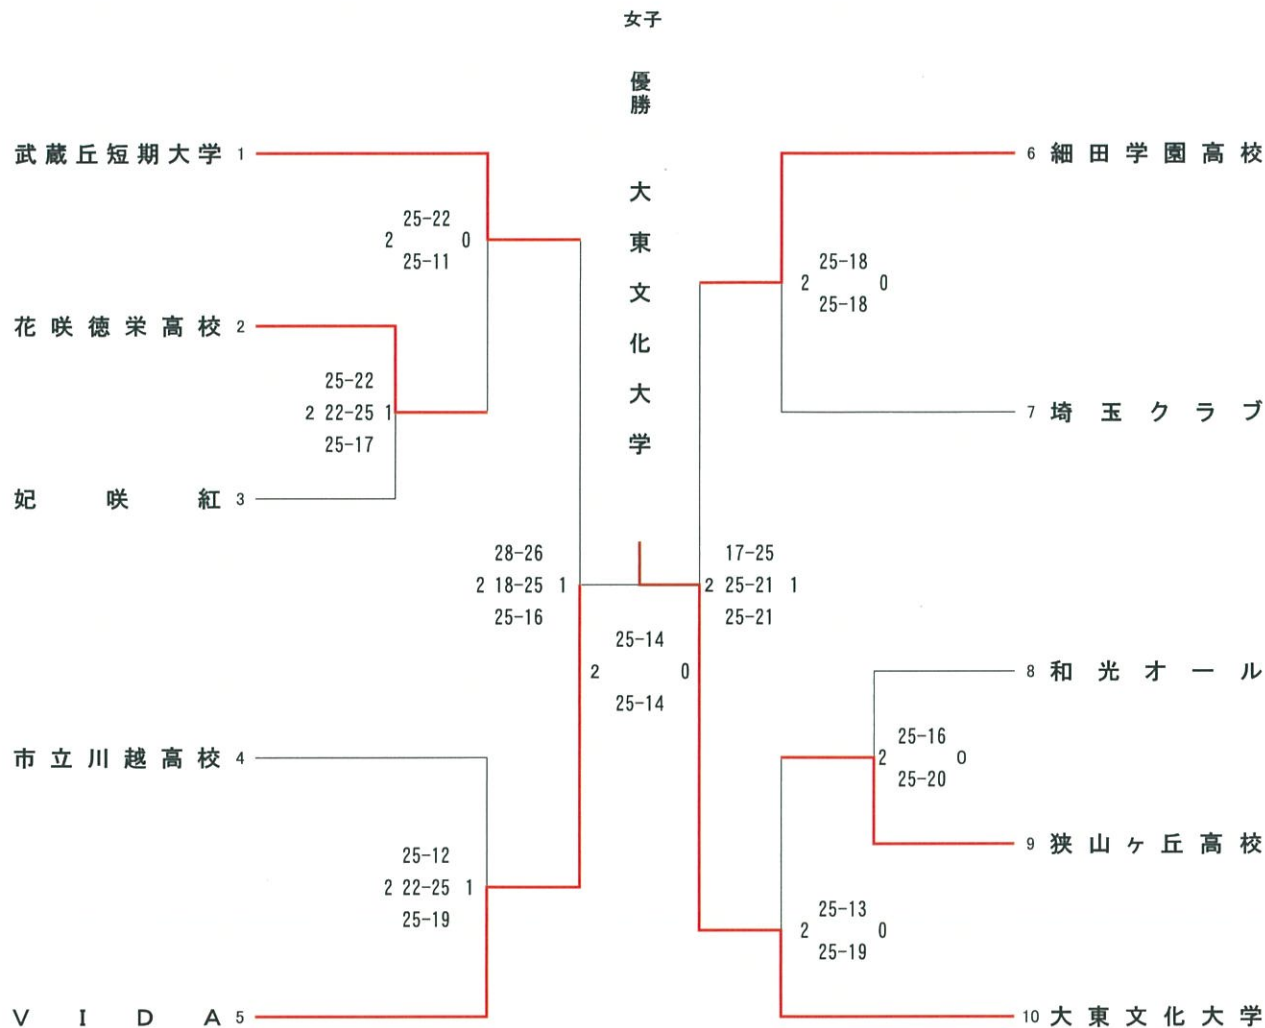 女子
優勝 大東文化大学
武蔵丘短期大学 1
25-22
2 0
25-11
花咲徳栄高校 2
25-22
2 22-25 1
25-17
妃咲紅 3
28-26
2 18-25 1
25-16
市立川越高校 4
25-12
2 22-25 1
25-19
VIDA 5
25-14
2 0
25-14
6 細田学園高校
25-18
2 0
25-18
7 埼玉クラブ
17-25
2 25-21 1
25-21
8 和光オール
25-16
2 0
25-20
9 狭山ヶ丘高校
25-13
2 0
25-19
10 大東文化大学